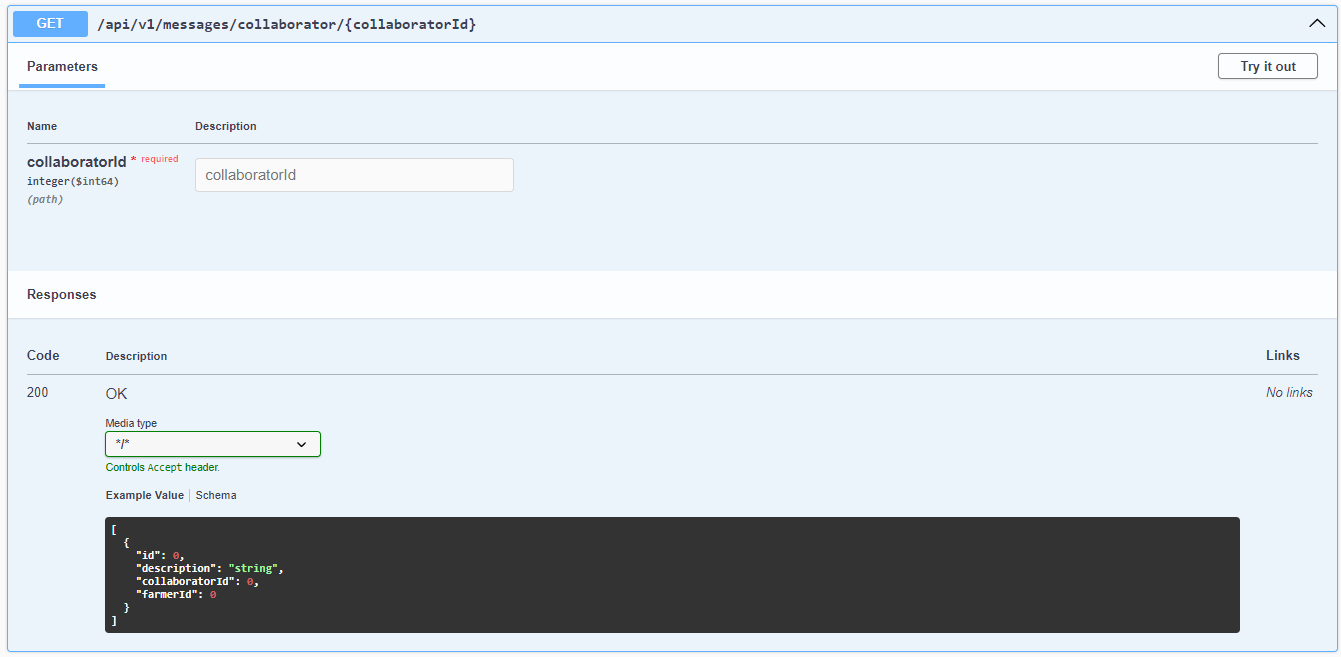 GET /api/v1/messages/collaborator/{collaboratorId}
Parameters
Try it out
Name Description
collaboratorId * required
integer($int64)
(path)
collaboratorId
Responses
Code Description Links
200 OK No links
Media type
*/*
Controls Accept header.
Example Value Schema
[
  {
    "id": 0,
    "description": "string",
    "collaboratorId": 0,
    "farmerId": 0
  }
]